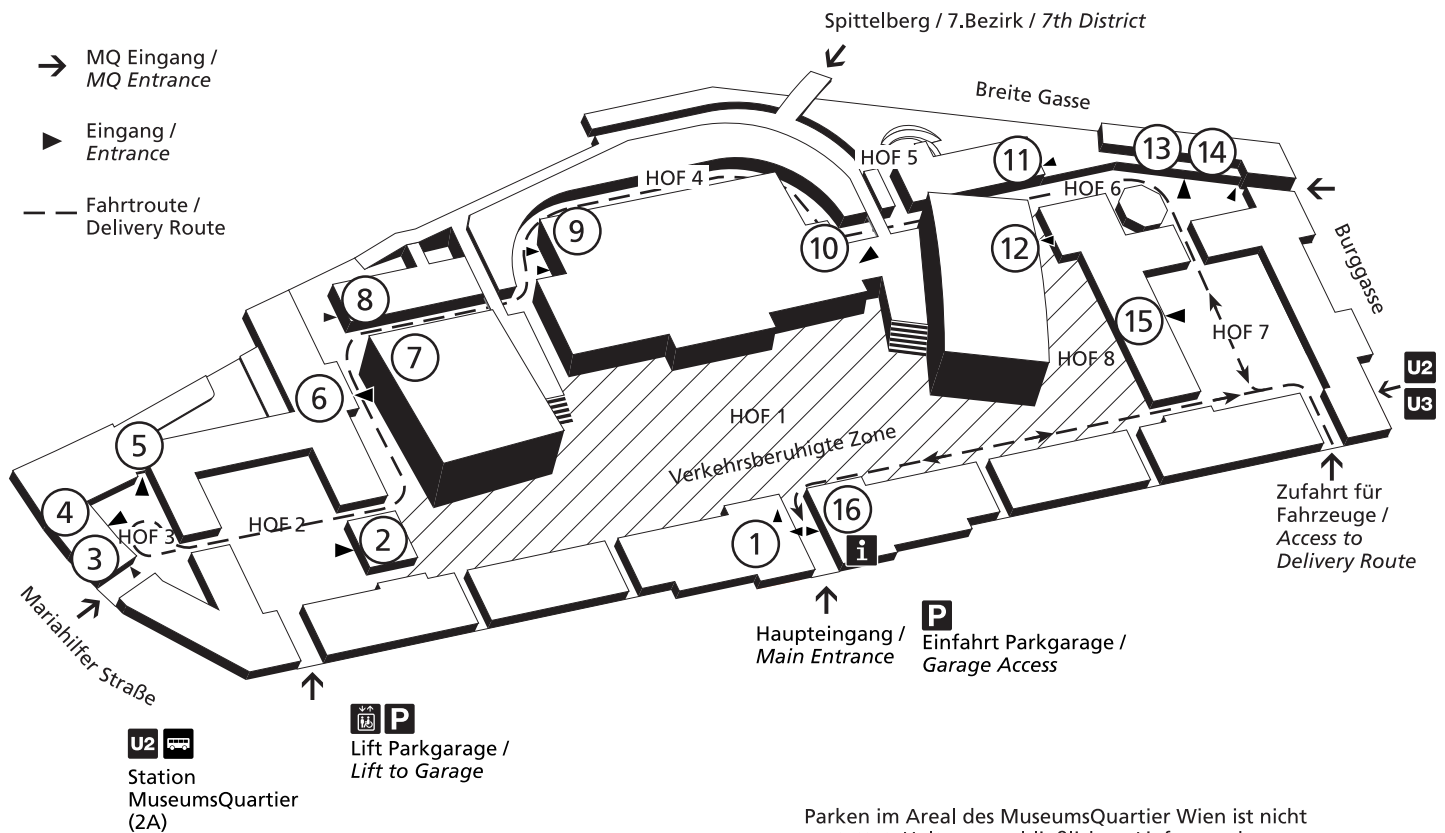 Spittelberg / 7.Bezirk / 7th District
MQ Eingang /
MQ Entrance
Eingang /
Entrance
Fahrtroute /
Delivery Route
Breite Gasse
13
14
11
HOF 5
HOF 4
HOF 6
9
10
12
Burggasse
8
15
HOF 7
7
HOF 8
U2
U3
6
HOF 1
5
Verkehrsberuhigte Zone
4
HOF 3
HOF 2
16
3
2
1
i
Zufahrt für
Fahrzeuge /
Access to
Delivery Route
Mariahilfer Straße
Haupteingang /
Main Entrance
P
Einfahrt Parkgarage /
Garage Access
P
Lift Parkgarage /
Lift to Garage
U2
Station
MuseumsQuartier
(2A)
Parken im Areal des MuseumsQuartier Wien ist nicht